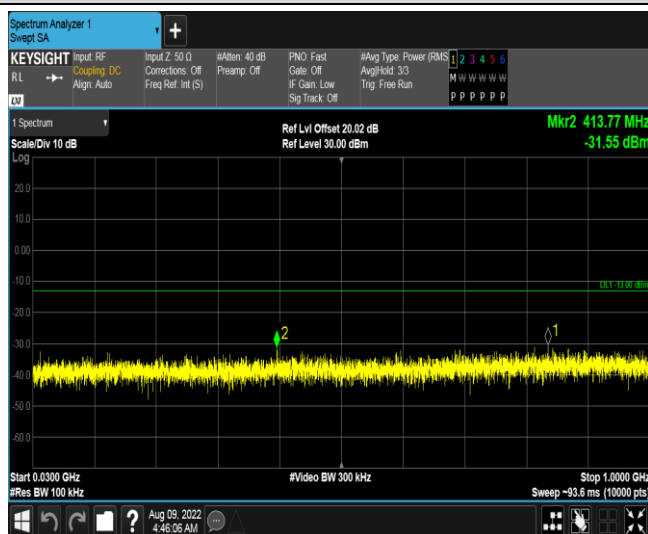 Spectrum Analyzer 1
Swept SA
+
KEYSIGHT Input: RF Input Z: 50 Ω #Atten: 40 dB PNO: Fast #Avg Type: Power (RMS 1 2 3 4 5 6
RL Coupling: DC Corrections: Off Preamp: Off Gate: Off Avg|Hold: 3/3 M W W W W W
Align: Auto Freq Ref: Int (S) IF Gain: Low Trig: Free Run
LXI Sig Track: Off P P P P P P
1 Spectrum Ref Lvl Offset 20.02 dB Mkr2 413.77 MHz
Scale/Div 10 dB Ref Level 30.00 dBm -31.55 dBm
Log
20.0
10.0
0.00
-10.0 DL1 -13.00 dBm
-20.0
-30.0 2 1
-40.0
-50.0
-60.0
Start 0.0300 GHz #Video BW 300 kHz Stop 1.0000 GHz
#Res BW 100 kHz Sweep ~93.6 ms (10000 pts)
? Aug 09, 2022
4:46:06 AM